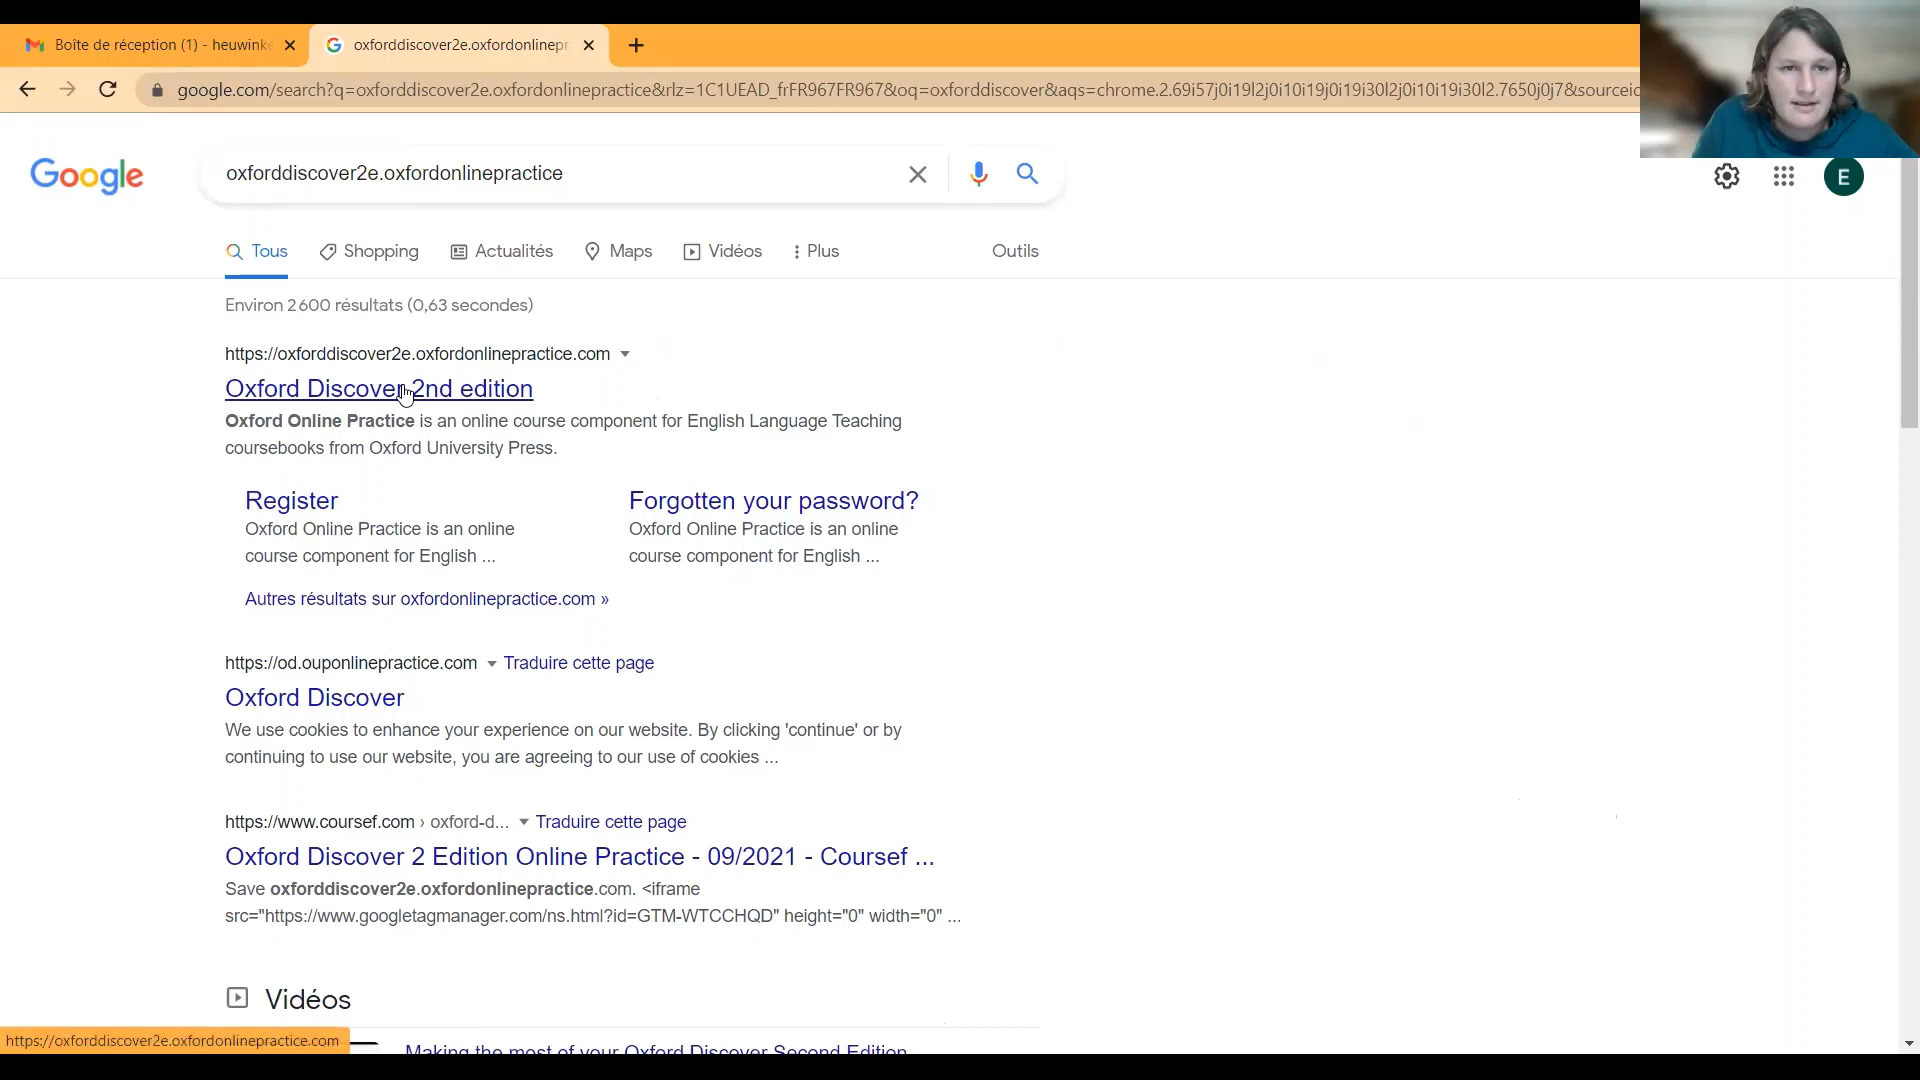 Boîte de réception (1) - heuwink
oxforddiscover2e.oxfordonlinepr
google.com/search?q=oxforddiscover2e.oxfordonlinepractice&rlz=1C1UEAD_frFR967FR967&oq=oxforddiscover&aqs=chrome.2.69i57j0i19l2j0i10i19j0i19i30l2j0i10i19i30l2.7650j0j7&sourceid
Google
oxforddiscover2e.oxfordonlinepractice
E
Tous
Shopping
Actualités
Maps
Vidéos
Plus
Outils
Environ 2 600 résultats (0,63 secondes)
https://oxforddiscover2e.oxfordonlinepractice.com
Oxford Discover 2nd edition
Oxford Online Practice is an online course component for English Language Teaching
coursebooks from Oxford University Press.
Register
Oxford Online Practice is an online
course component for English ...
Forgotten your password?
Oxford Online Practice is an online
course component for English ...
Autres résultats sur oxfordonlinepractice.com »
https://od.ouponlinepractice.com
Traduire cette page
Oxford Discover
We use cookies to enhance your experience on our website. By clicking 'continue' or by
continuing to use our website, you are agreeing to our use of cookies ...
https://www.coursef.com › oxford-d...
Traduire cette page
Oxford Discover 2 Edition Online Practice - 09/2021 - Coursef ...
Save oxforddiscover2e.oxfordonlinepractice.com. <iframe
src="https://www.googletagmanager.com/ns.html?id=GTM-WTCCHQD" height="0" width="0" ...
Vidéos
https://oxforddiscover2e.oxfordonlinepractice.com
Making the most of your Oxford Discover Second Edition